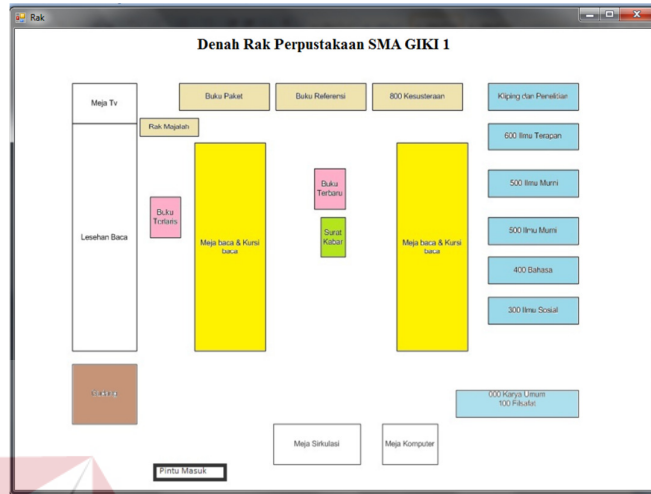 Rak
Denah Rak Perpustakaan SMA GIKI 1
Meja Tv
Buku Paket
Buku Referensi
800 Kesusteraan
Kliping dan Penelitian
Rak Majalah
600 Ilmu Terapan
500 Ilmu Murni
Buku
Terbaru
Buku
Terlaris
Surat
Kabar
Lesehan Baca
Meja baca & Kursi
baca
Meja baca & Kursi
baca
500 Ilmu Murni
400 Bahasa
300 Ilmu Sosial
000 Karya Umum
100 Filsafat
Meja Sirkulasi
Meja Komputer
Pintu Masuk